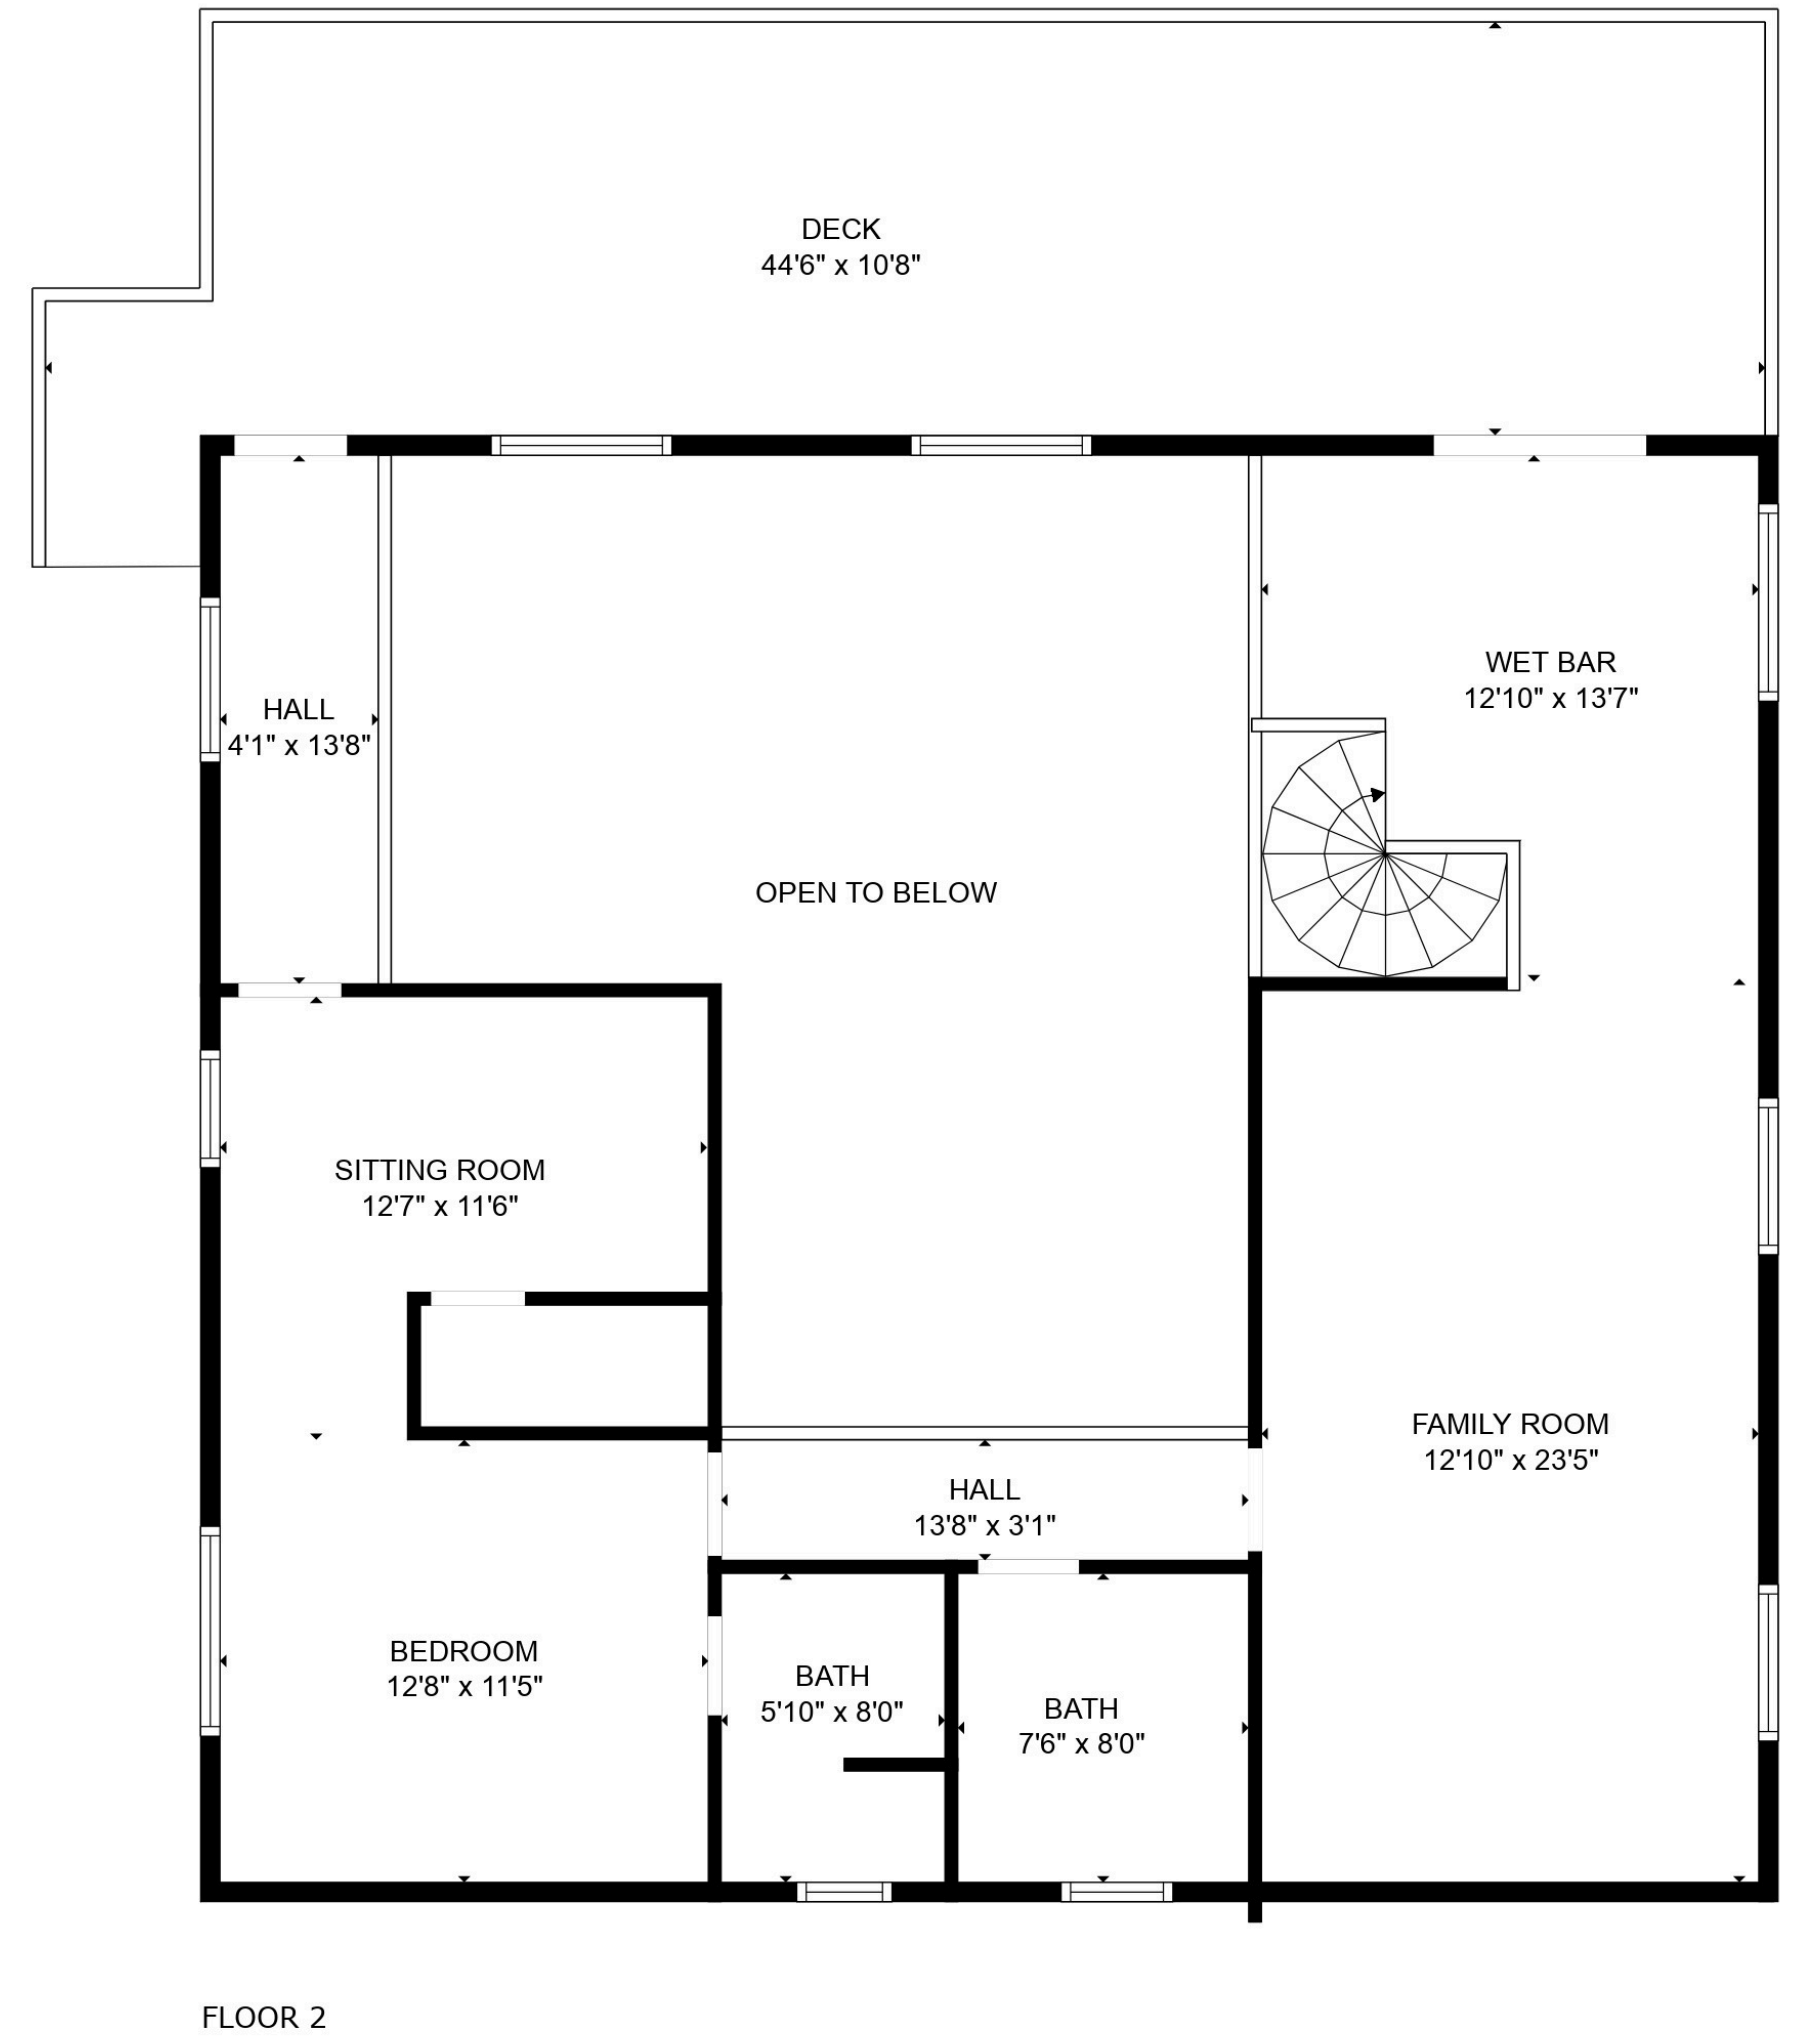 DECK
44'6" x 10'8"
WET BAR
12'10" x 13'7"
HALL
4'1" x 13'8"
OPEN TO BELOW
SITTING ROOM
12'7" x 11'6"
FAMILY ROOM
12'10" x 23'5"
HALL
13'8" x 3'1"
BEDROOM
12'8" x 11'5"
BATH
5'10" x 8'0"
BATH
7'6" x 8'0"
FLOOR 2